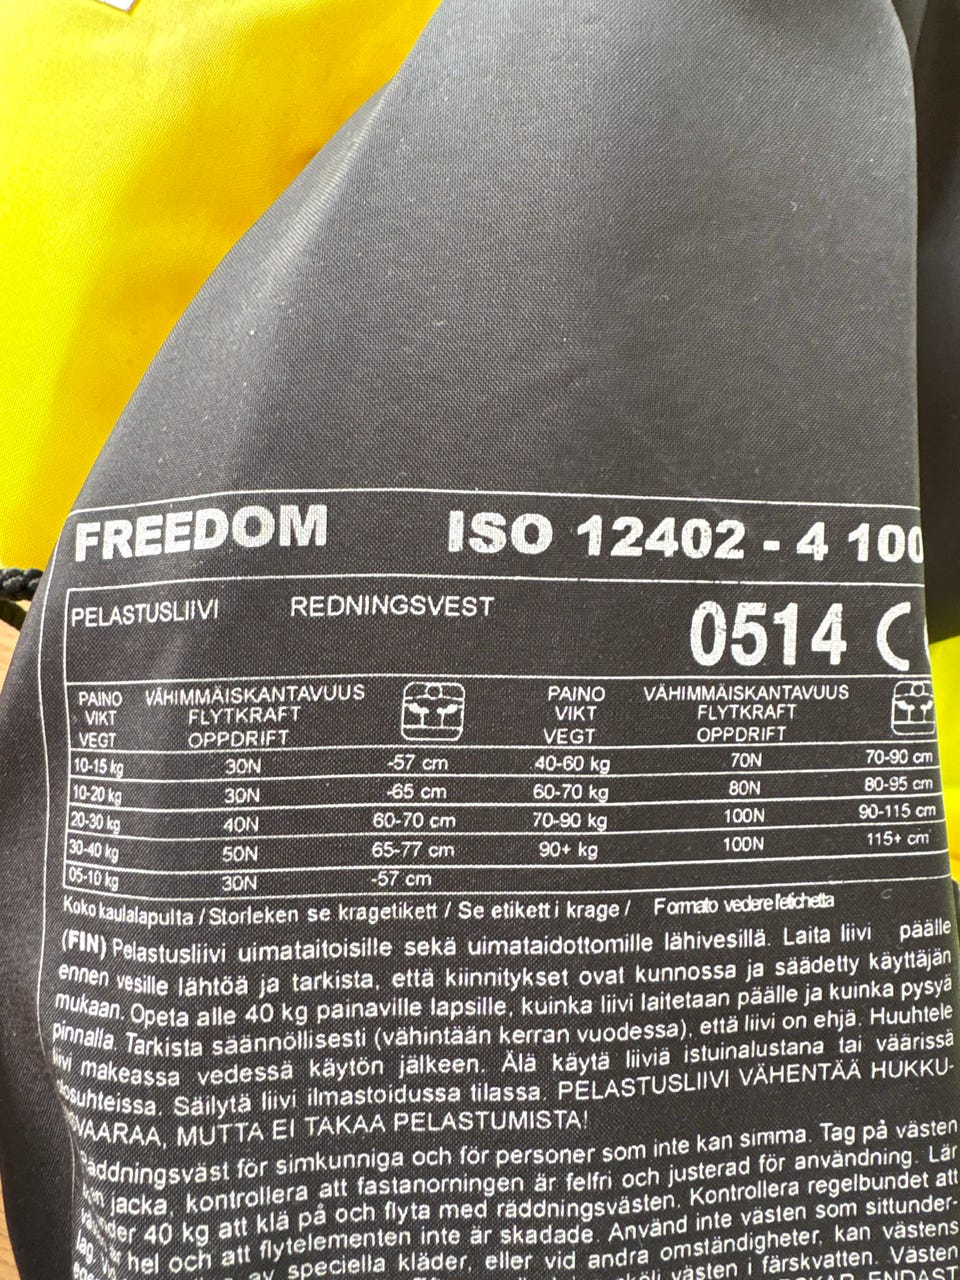 FREEDOM ISO 12402 - 4 100
PELASTUSLIIVI REDNINGSVEST 0514 C
PAINO VÄHIMMÄISKANTAVUUS PAINO VÄHIMMÄISKANTAVUUS
VIKT FLYTKRAFT VIKT FLYTKRAFT
VEGT OPPDRIFT VEGT OPPDRIFT
10-15 kg 30N -57 cm 40-60 kg 70N 70-90 cm
10-20 kg 30N -65 cm 60-70 kg 80N 80-95 cm
20-30 kg 40N 60-70 cm 70-90 kg 100N 90-115 cm
30-40 kg 50N 65-77 cm 90+ kg 100N 115+ cm
05-10 kg 30N -57 cm
Koko kaulalapulta / Storleken se kragetikett / Se etikett i krage / Formato vedere l'etichetta
(FIN) Pelastusliivi uimataitoisille sekä uimataidottomille lähivesillä. Laita liivi päälle
ennen vesille lähtöä ja tarkista, että kiinnitykset ovat kunnossa ja säädetty käyttäjän
mukaan. Opeta alle 40 kg painaville lapsille, kuinka liivi laitetaan päälle ja kuinka pysyä
pinnalla. Tarkista säännöllisesti (vähintään kerran vuodessa), että liivi on ehjä. Huuhtele
liivi makeassa vedessä käytön jälkeen. Älä käytä liiviä istuinalustana tai väärissä
olosuhteissa. Säilytä liivi ilmastoidussa tilassa. PELASTUSLIIVI VÄHENTÄÄ HUKKU-
SVAARAA, MUTTA EI TAKAA PELASTUMISTA!
Räddningsväst för simkunniga och för personer som inte kan simma. Tag på västen
jacka, kontrollera att fastanorningen är felfri och justerad för användning. Lär
under 40 kg att klä på och flyta med räddningsvästen. Kontrollera regelbundet att
hel och att flytelementen inte är skadade. Använd inte västen som sittunder-
av speciella kläder, eller vid andra omständigheter, kan västens
skölj västen i färskvatten. Västen
ENDAST